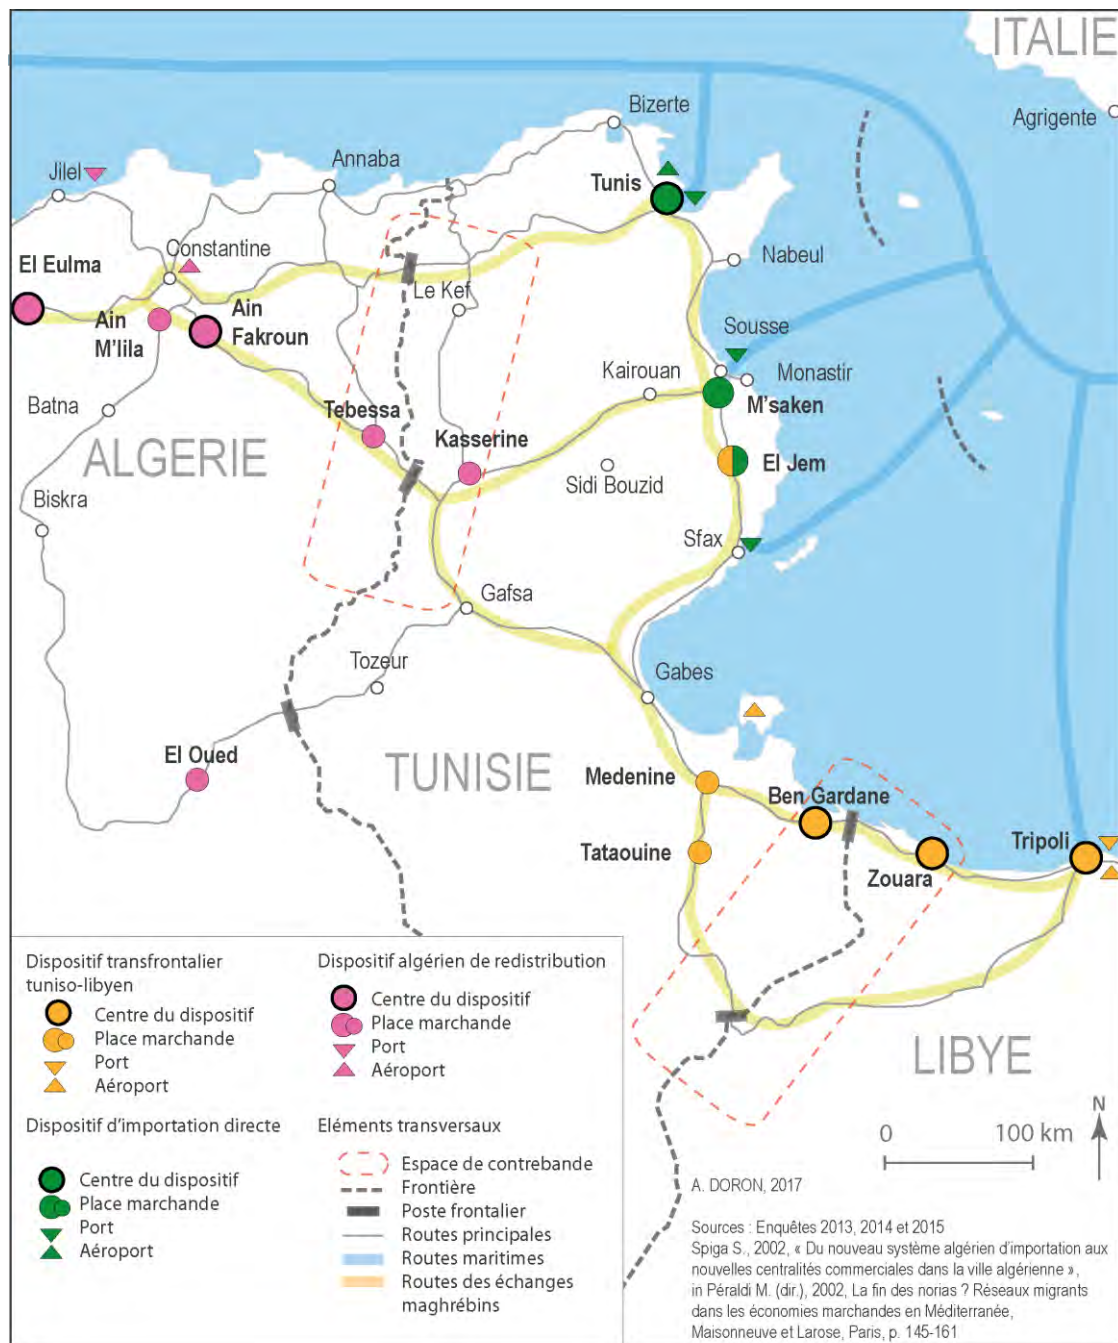 ITALIE
Agrigente
Bizerte
Annaba
Jilel
Tunis
Constantine
Nabeul
El Eulma
Le Kef
Ain
M'lila
Ain
Fakroun
Sousse
Kairouan
Monastir
Batna
M'saken
Tebessa
Kasserine
ALGERIE
El Jem
Sidi Bouzid
Biskra
Sfax
Gafsa
Tozeur
Gabes
El Oued
TUNISIE
Medenine
Ben Gardane
Tataouine
Zouara
Tripoli
LIBYE
Dispositif transfrontalier
tuniso-libyen
Centre du dispositif
Place marchande
Port
Aéroport
Dispositif algérien de redistribution
Centre du dispositif
Place marchande
Port
Aéroport
Dispositif d'importation directe
Centre du dispositif
Place marchande
Port
Aéroport
Eléments transversaux
Espace de contrebande
Frontière
Poste frontalier
Routes principales
Routes maritimes
Routes des échanges
maghrébins
N
0 100 km
A. DORON, 2017
Sources : Enquêtes 2013, 2014 et 2015
Spiga S., 2002, « Du nouveau système algérien d'importation aux
nouvelles centralités commerciales dans la ville algérienne »,
in Péraldi M. (dir.), 2002, La fin des norias ? Réseaux migrants
dans les économies marchandes en Méditerranée,
Maisonneuve et Larose, Paris, p. 145-161